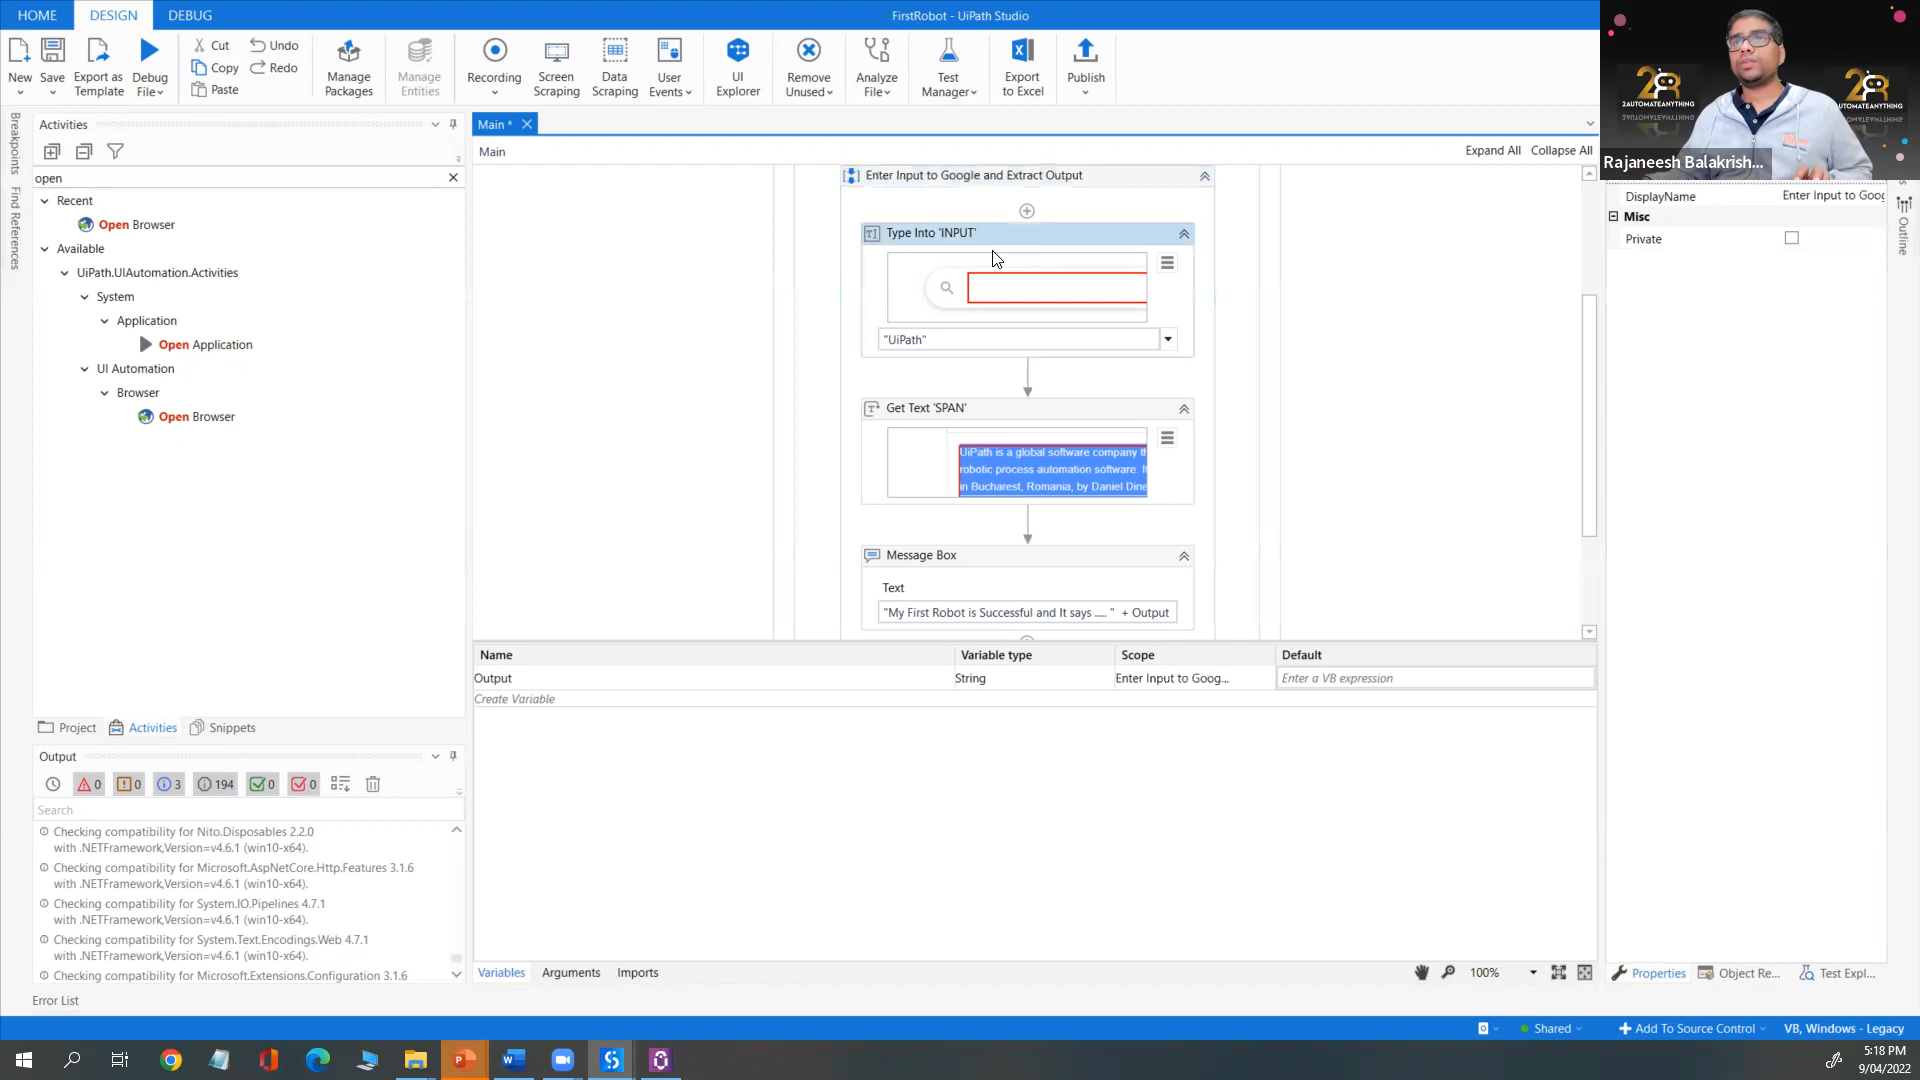 HOME
DESIGN
DEBUG
FirstRobot - UiPath Studio
New
Save
Export as Template
Debug File
Cut
Copy
Paste
Undo
Redo
Manage Packages
Manage Entities
Recording
Screen Scraping
Data Scraping
User Events
UI Explorer
Remove Unused
Analyze File
Test Manager
Export to Excel
Publish
2AUTOMATEANYTHING
Rajaneesh Balakrish...
Breakpoints
Find References
Activities
open
Recent
Open Browser
Available
UiPath.UIAutomation.Activities
System
Application
Open Application
UI Automation
Browser
Open Browser
Project
Activities
Snippets
Main *
Main
Expand All
Collapse All
Enter Input to Google and Extract Output
Type Into 'INPUT'
"UiPath"
Get Text 'SPAN'
UiPath is a global software company th
robotic process automation software. I
in Bucharest, Romania, by Daniel Dine
Message Box
Text
"My First Robot is Successful and It says ..... " + Output
Name Variable type Scope Default
Output String Enter Input to Goog... Enter a VB expression
Create Variable
Variables
Arguments
Imports
100%
DisplayName Enter Input to Goog
Misc
Private
Outline
Properties
Object Re...
Test Expl...
Output
0
0
3
194
0
0
Search
Checking compatibility for Nito.Disposables 2.2.0
with .NETFramework,Version=v4.6.1 (win10-x64).
Checking compatibility for Microsoft.AspNetCore.Http.Features 3.1.6
with .NETFramework,Version=v4.6.1 (win10-x64).
Checking compatibility for System.IO.Pipelines 4.7.1
with .NETFramework,Version=v4.6.1 (win10-x64).
Checking compatibility for System.Text.Encodings.Web 4.7.1
with .NETFramework,Version=v4.6.1 (win10-x64).
Checking compatibility for Microsoft.Extensions.Configuration 3.1.6
Error List
Shared
Add To Source Control
VB, Windows - Legacy
5:18 PM
9/04/2022